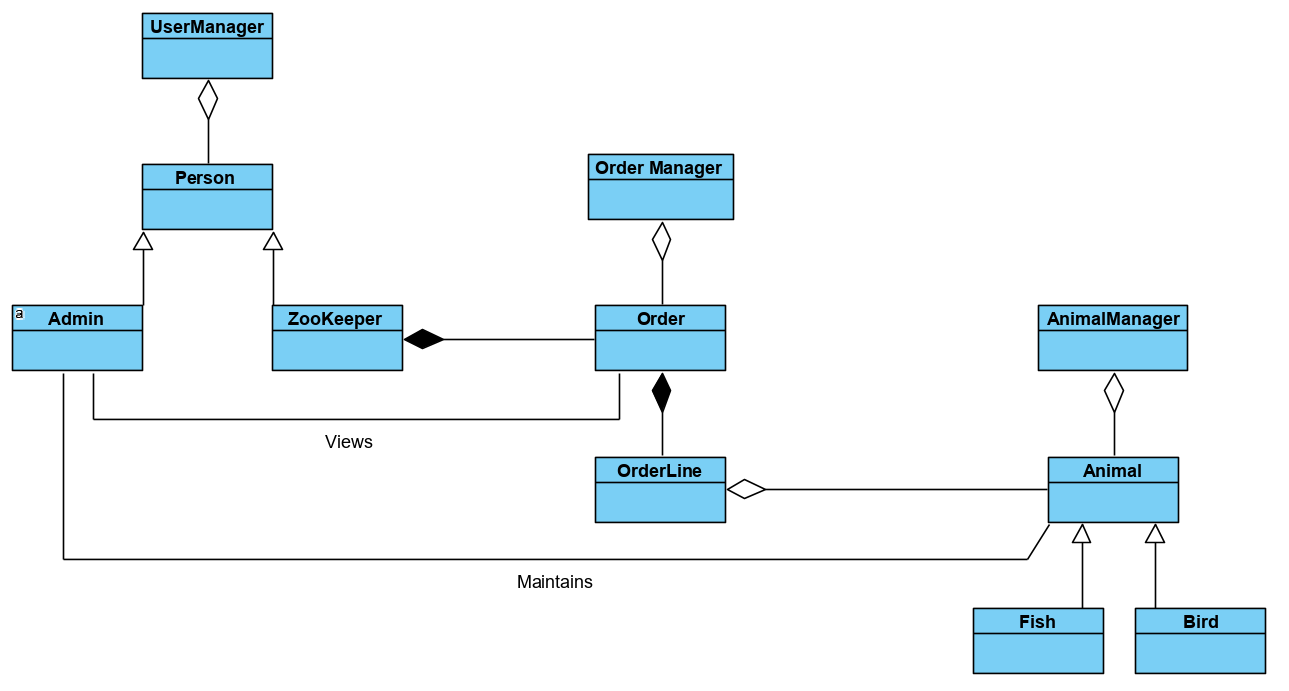 UserManager
Person
Order Manager
a
Admin
ZooKeeper
Order
AnimalManager
Views
OrderLine
Animal
Maintains
Fish
Bird